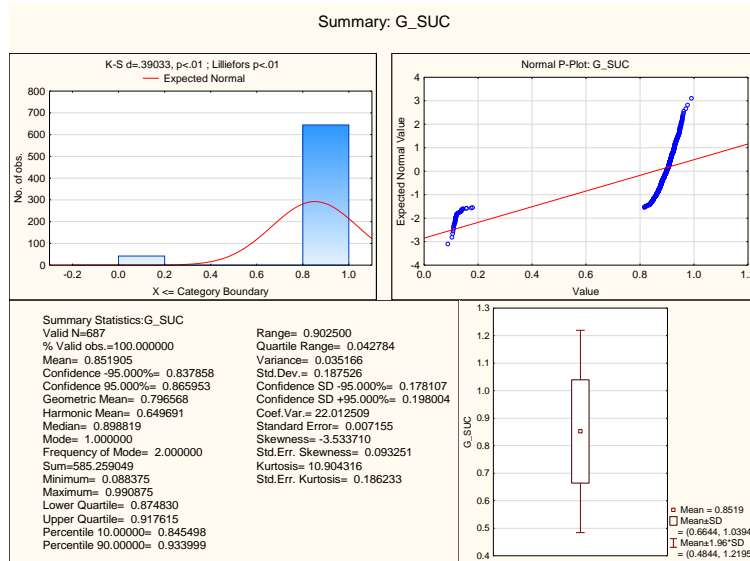 Summary: G_SUC
K-S d=.39033, p<.01 ; Lilliefors p<.01
Expected Normal
800
700
600
500
400
300
200
100
0
No. of obs.
-0.2 0.0 0.2 0.4 0.6 0.8 1.0
X <= Category Boundary
Normal P-Plot: G_SUC
4
3
2
1
0
-1
-2
-3
-4
Expected Normal Value
0.0 0.2 0.4 0.6 0.8 1.0 1.2
Value
Summary Statistics:G_SUC
Valid N=687
% Valid obs.=100.000000
Mean= 0.851905
Confidence -95.000%= 0.837858
Confidence 95.000%= 0.865953
Geometric Mean= 0.796568
Harmonic Mean= 0.649691
Median= 0.898819
Mode= 1.000000
Frequency of Mode= 2.000000
Sum=585.259049
Minimum= 0.088375
Maximum= 0.990875
Lower Quartile= 0.874830
Upper Quartile= 0.917615
Percentile 10.00000= 0.845498
Percentile 90.00000= 0.933999
Range= 0.902500
Quartile Range= 0.042784
Variance= 0.035166
Std.Dev.= 0.187526
Confidence SD -95.000%= 0.178107
Confidence SD +95.000%= 0.198004
Coef.Var.= 22.012509
Standard Error= 0.007155
Skewness= -3.533710
Std.Err. Skewness= 0.093251
Kurtosis= 10.904316
Std.Err. Kurtosis= 0.186233
1.3
1.2
1.1
1.0
0.9
0.8
0.7
0.6
0.5
0.4
G_SUC
Mean = 0.8519
Mean±SD
= (0.6644, 1.0394
Mean±1.96*SD
= (0.4844, 1.2195